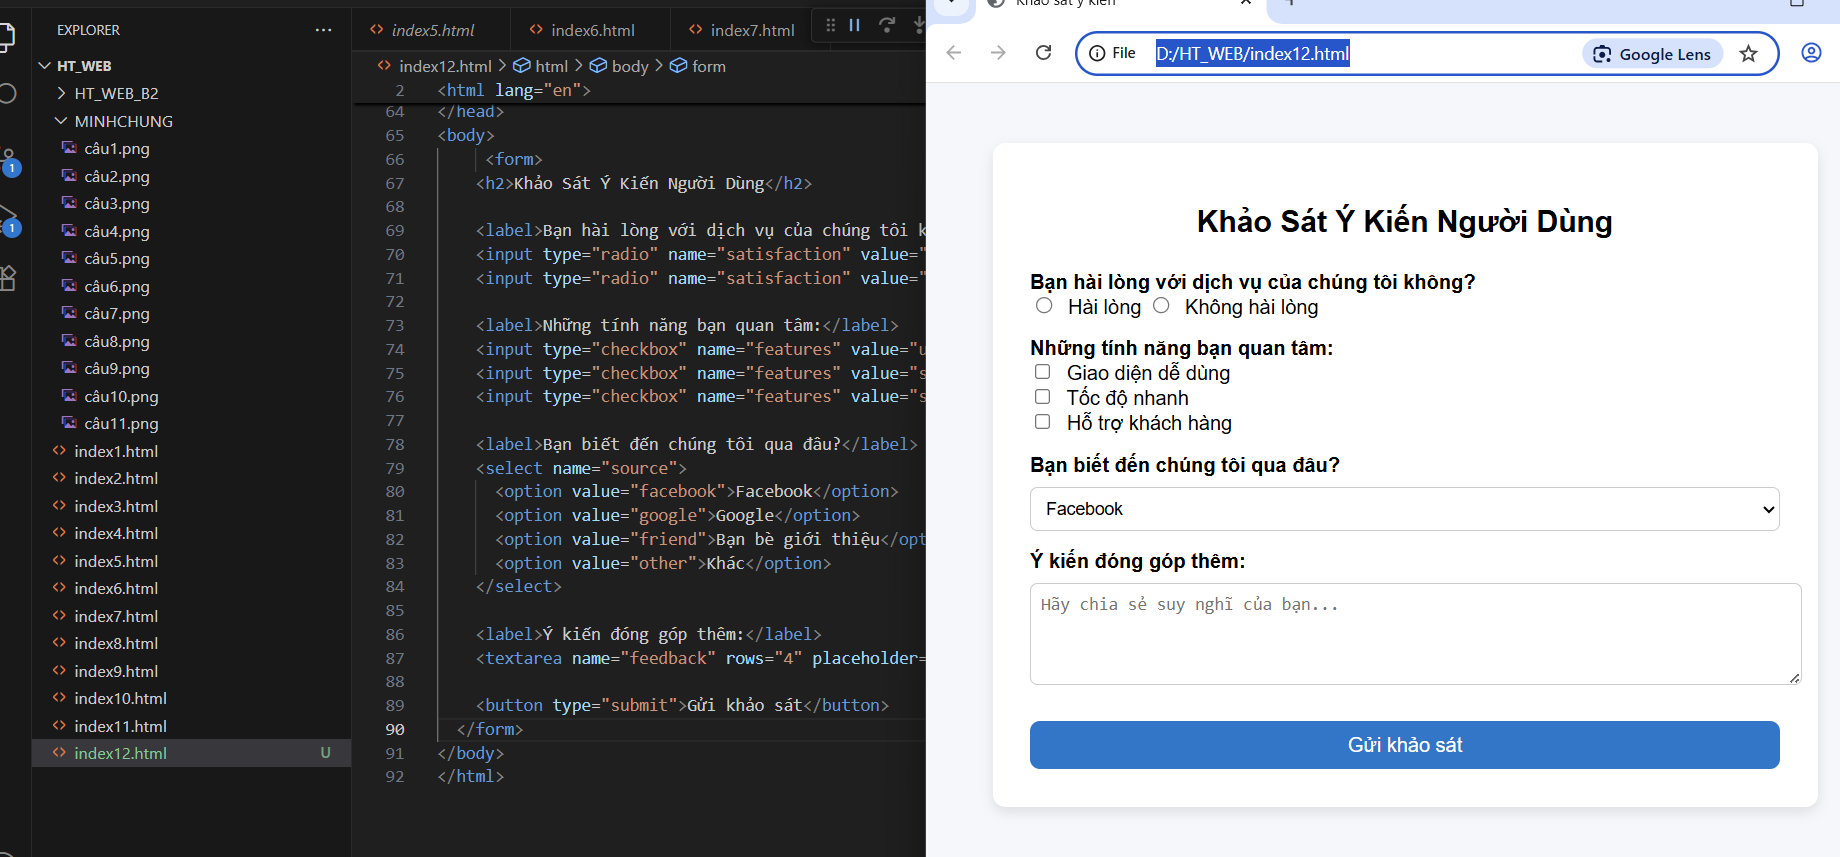 EXPLORER
HT_WEB
HT_WEB_B2
MINHCHUNG
câu1.png
câu2.png
câu3.png
câu4.png
câu5.png
câu6.png
câu7.png
câu8.png
câu9.png
câu10.png
câu11.png
index1.html
index2.html
index3.html
index4.html
index5.html
index6.html
index7.html
index8.html
index9.html
index10.html
index11.html
index12.html U
1
1
index5.html index6.html index7.html
index12.html > html > body > form
2 <html lang="en">
64 </head>
65 <body>
66 <form>
67 <h2>Khảo Sát Ý Kiến Người Dùng</h2>
68
69 <label>Bạn hài lòng với dịch vụ của chúng tôi k
70 <input type="radio" name="satisfaction" value="
71 <input type="radio" name="satisfaction" value="
72
73 <label>Những tính năng bạn quan tâm:</label>
74 <input type="checkbox" name="features" value="u
75 <input type="checkbox" name="features" value="s
76 <input type="checkbox" name="features" value="s
77
78 <label>Bạn biết đến chúng tôi qua đâu?</label>
79 <select name="source">
80 <option value="facebook">Facebook</option>
81 <option value="google">Google</option>
82 <option value="friend">Bạn bè giới thiệu</opt
83 <option value="other">Khác</option>
84 </select>
85
86 <label>Ý kiến đóng góp thêm:</label>
87 <textarea name="feedback" rows="4" placeholder=
88
89 <button type="submit">Gửi khảo sát</button>
90 </form>
91 </body>
92 </html>
Khảo sát ý kiến
File D:/HT_WEB/index12.html Google Lens
Khảo Sát Ý Kiến Người Dùng
Bạn hài lòng với dịch vụ của chúng tôi không?
Hài lòng Không hài lòng
Những tính năng bạn quan tâm:
Giao diện dễ dùng
Tốc độ nhanh
Hỗ trợ khách hàng
Bạn biết đến chúng tôi qua đâu?
Facebook
Ý kiến đóng góp thêm:
Hãy chia sẻ suy nghĩ của bạn...
Gửi khảo sát